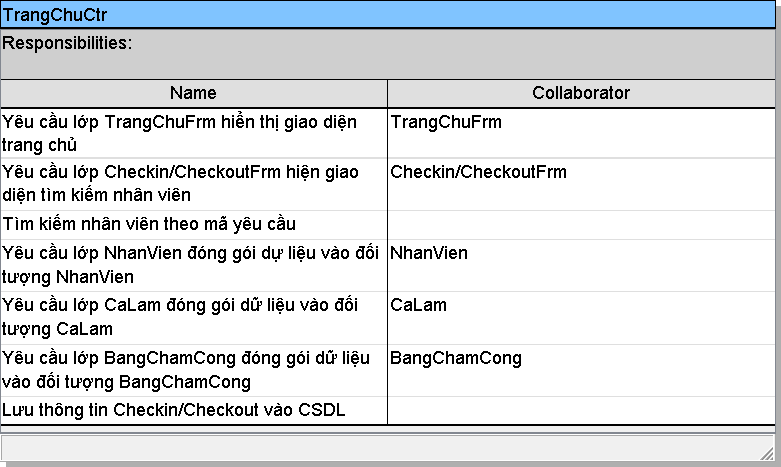 TrangChuCtr
Responsibilities:
Name
Collaborator
Yêu cầu lớp TrangChuFrm hiển thị giao diện
trang chủ
TrangChuFrm
Yêu cầu lớp Checkin/CheckoutFrm hiện giao
diện tìm kiếm nhân viên
Checkin/CheckoutFrm
Tìm kiếm nhân viên theo mã yêu cầu
Yêu cầu lớp NhanVien đóng gói dự liệu vào đối
tượng NhanVien
NhanVien
Yêu cầu lớp CaLam đóng gói dữ liệu vào đối
tượng CaLam
CaLam
Yêu cầu lớp BangChamCong đóng gói dữ liệu
vào đối tượng BangChamCong
BangChamCong
Lưu thông tin Checkin/Checkout vào CSDL